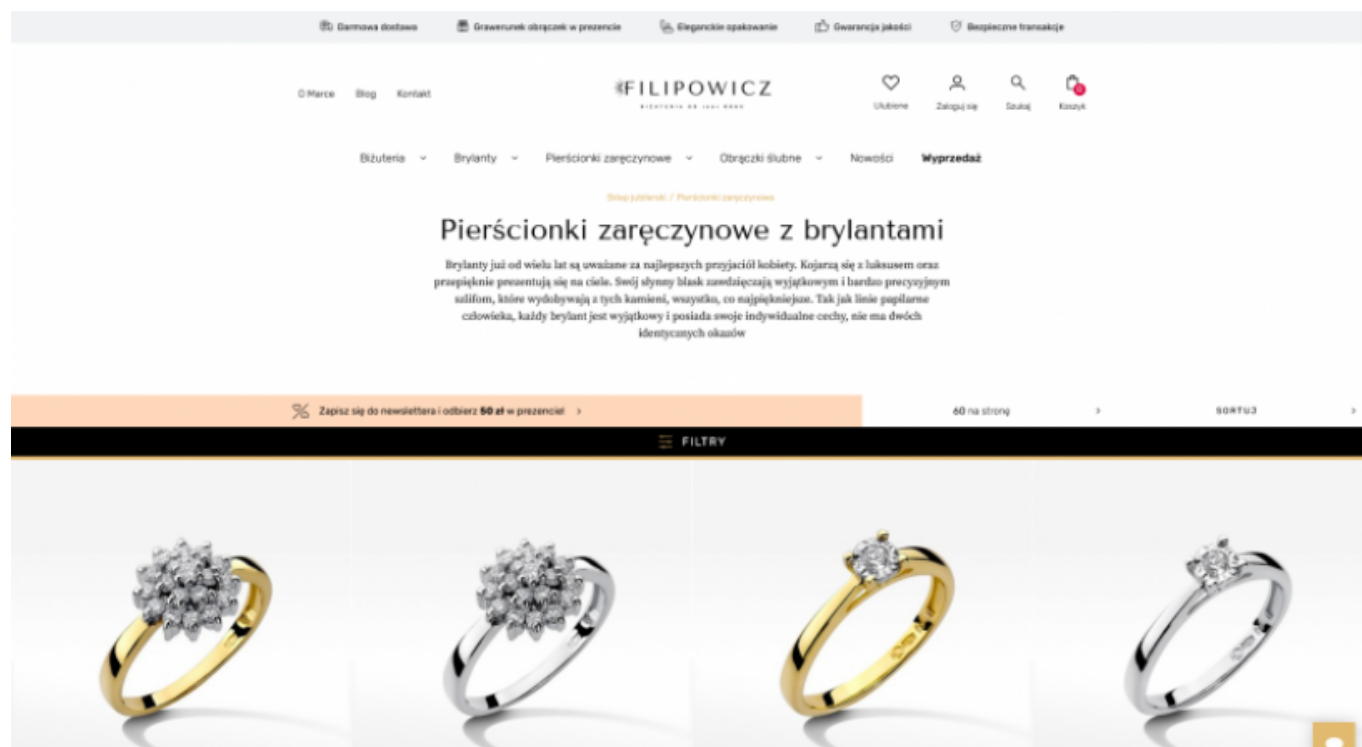 Darmowa dostawa Grawerunek obrączek w prezencie Eleganckie opakowanie Gwarancja jakości Bezpieczne transakcje
O Marce Blog Kontakt
FILIPOWICZ
Ulubione Zaloguj się Szukaj Koszyk
0
Biżuteria Brylanty Pierścionki zaręczynowe Obrączki ślubne Nowości Wyprzedaż
Sklep jubilerski / Pierścionki zaręczynowe
Pierścionki zaręczynowe z brylantami
Brylanty już od wielu lat są uważane za najlepszych przyjaciół kobiety. Kojarzą się z luksusem oraz
przepięknie prezentują się na ciele. Swój słynny blask zawdzięczają wyjątkowym i bardzo precyzyjnym
szlifom, które wydobywają z tych kamieni, wszystko, co najpiękniejsze. Tak jak linie papilarne
człowieka, każdy brylant jest wyjątkowy i posiada swoje indywidualne cechy, nie ma dwóch
identycznych okazów
Zapisz się do newslettera i odbierz 50 zł w prezencie! >
60 na stronę >
SORTUJ >
FILTRY